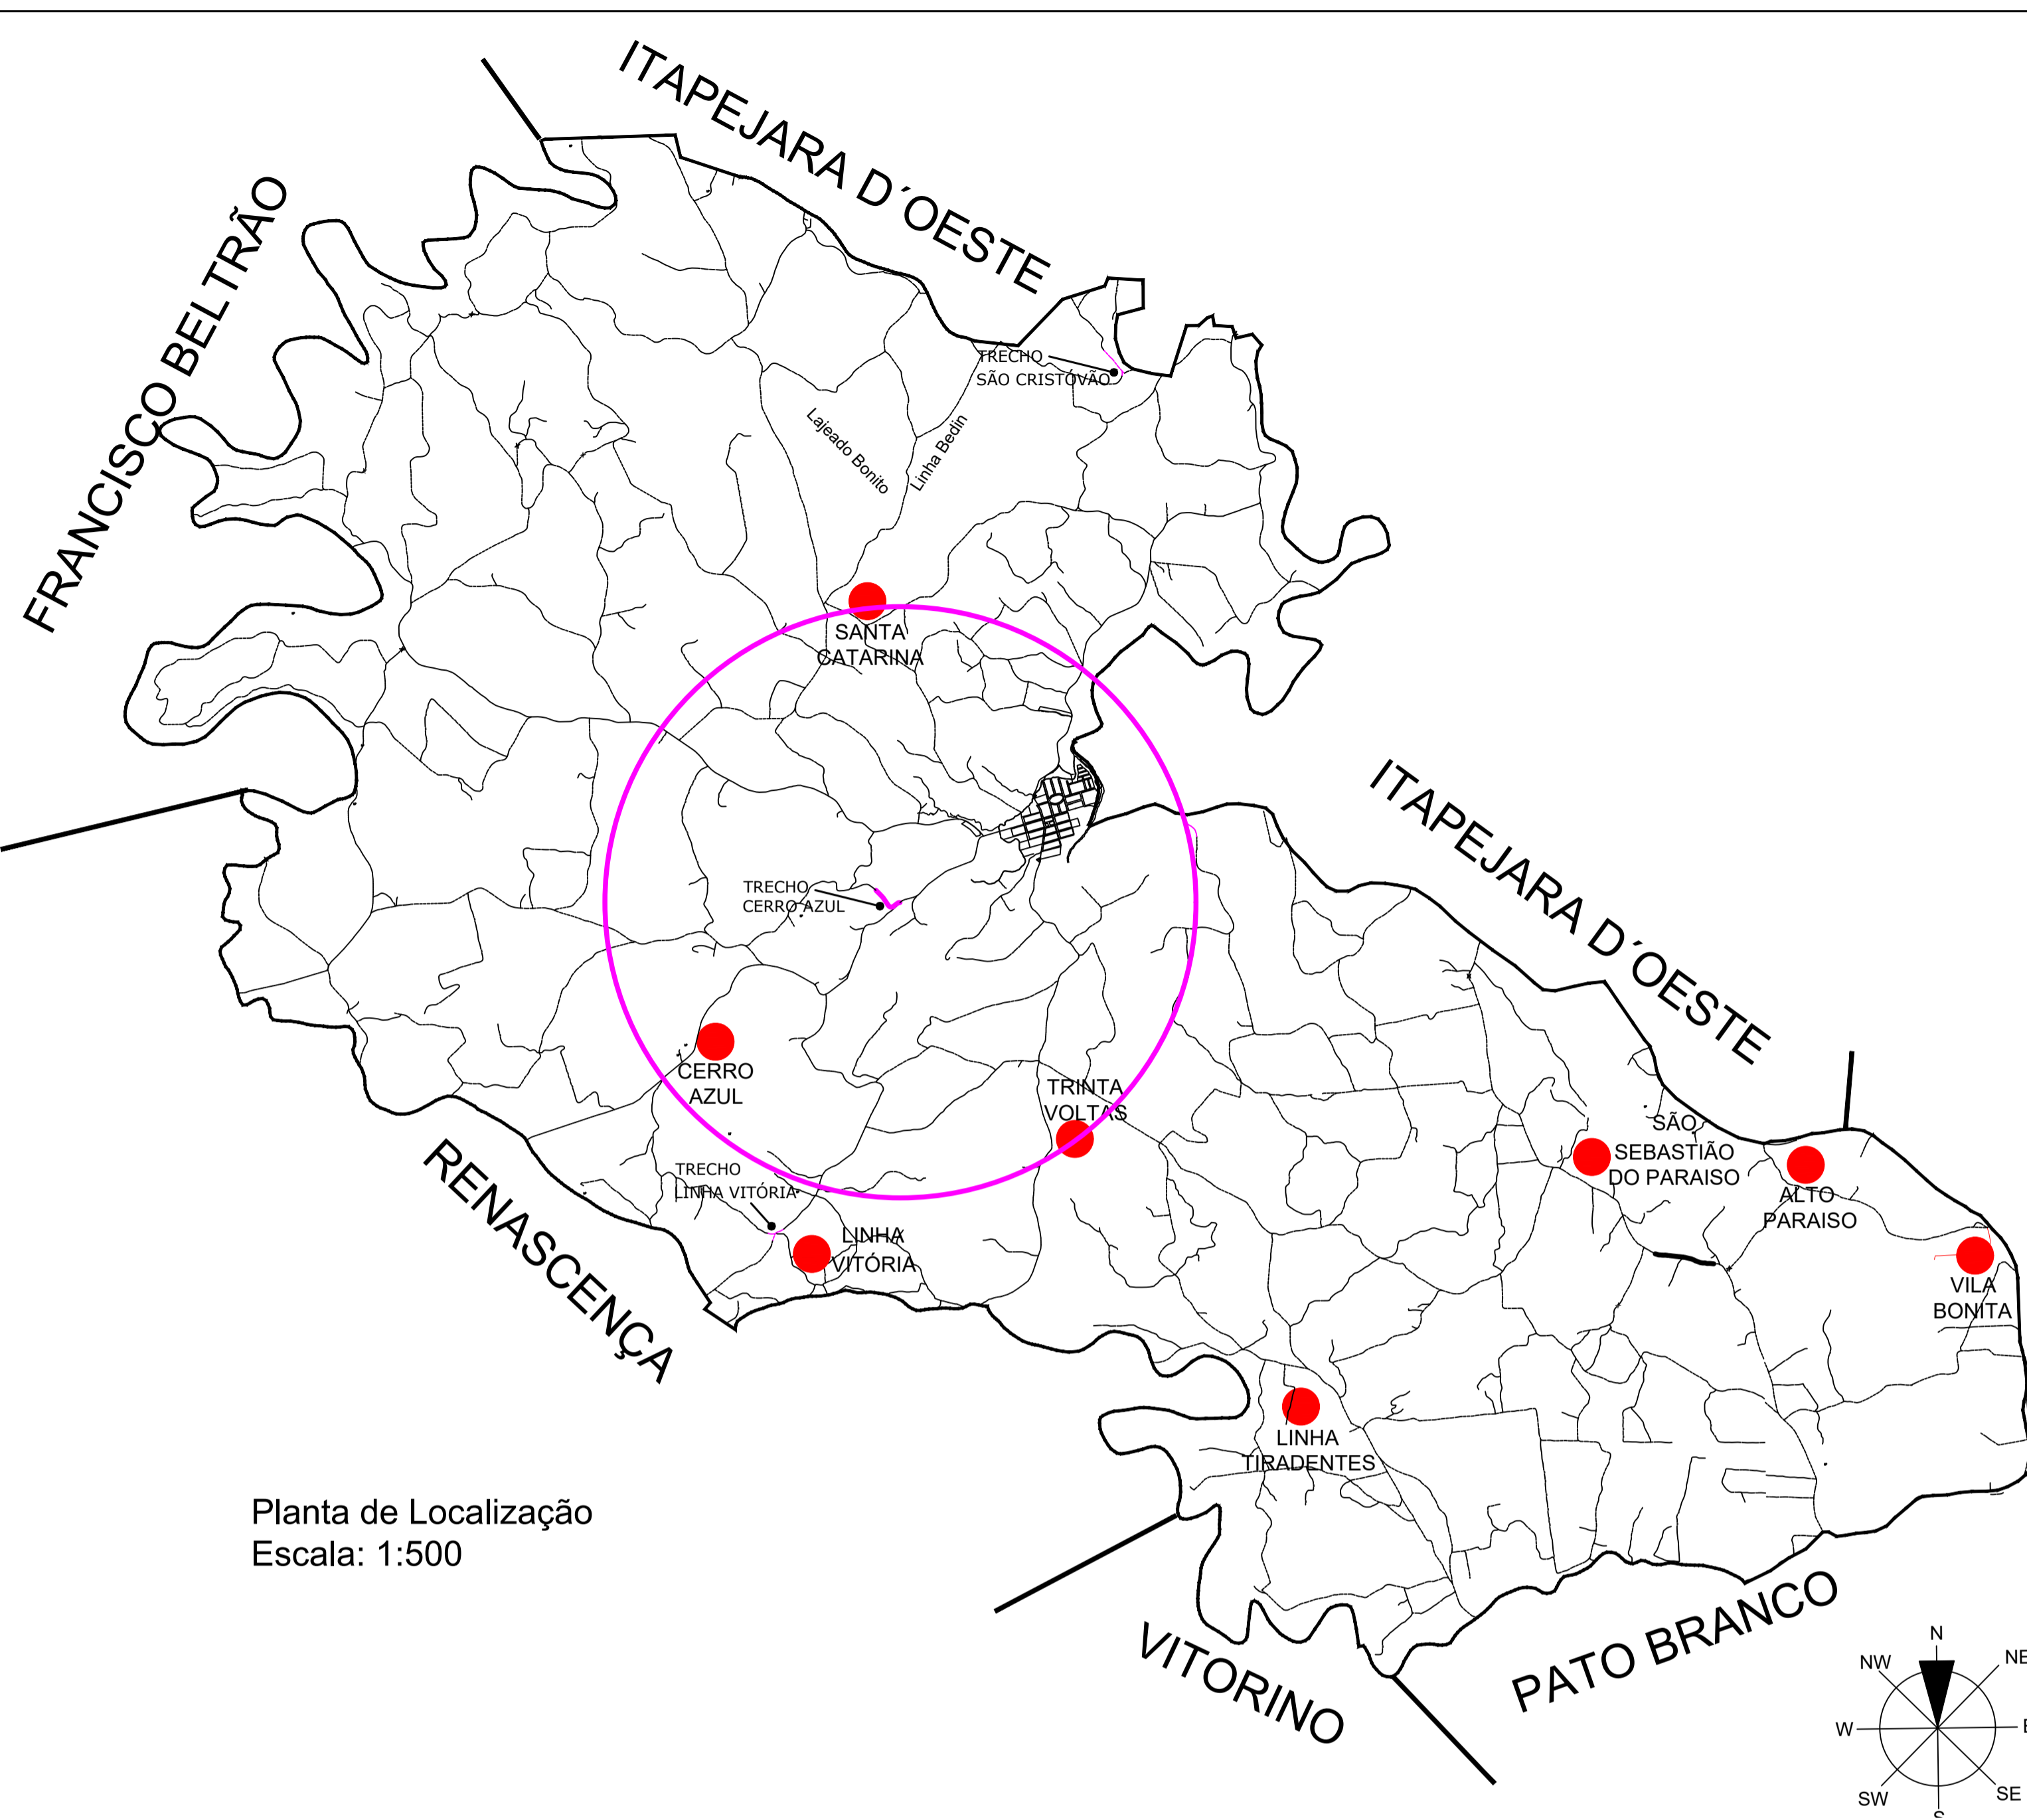 ITAPEJARA D´OESTE
FRANCISCO BELTRÃO
TRECHO
SÃO CRISTÓVÃO
Lajeado Bonito
Linha Bedin
SANTA
CATARINA
ITAPEJARA D´OESTE
TRECHO
CERRO AZUL
CERRO
AZUL
TRINTA
VOLTAS
SÃO
SEBASTIÃO
DO PARAISO
ALTO
PARAISO
RENASCENÇA
TRECHO
LINHA VITÓRIA
LINHA
VITÓRIA
VILA
BONITA
LINHA
TIRADENTES
Planta de Localização
Escala: 1:500
VITORINO
PATO BRANCO
N
NW
NE
W
E
SW
SE
S